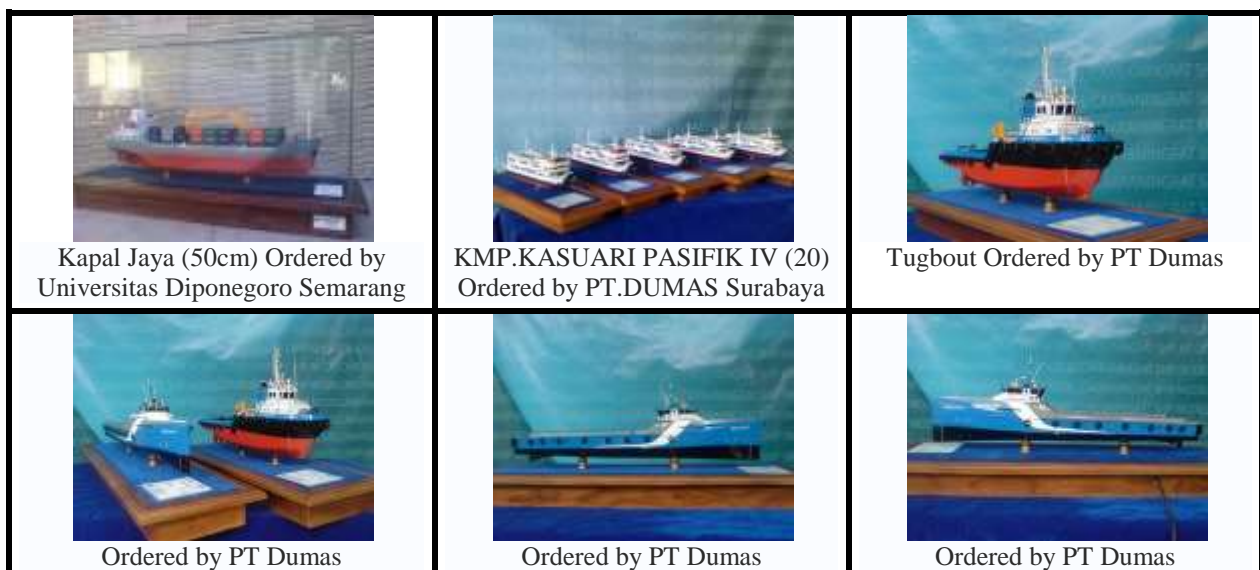 Kapal Jaya (50cm) Ordered by
Universitas Diponegoro Semarang
KMP.KASUARI PASIFIK IV (20)
Ordered by PT.DUMAS Surabaya
Tugbout Ordered by PT Dumas
Ordered by PT Dumas
Ordered by PT Dumas
Ordered by PT Dumas